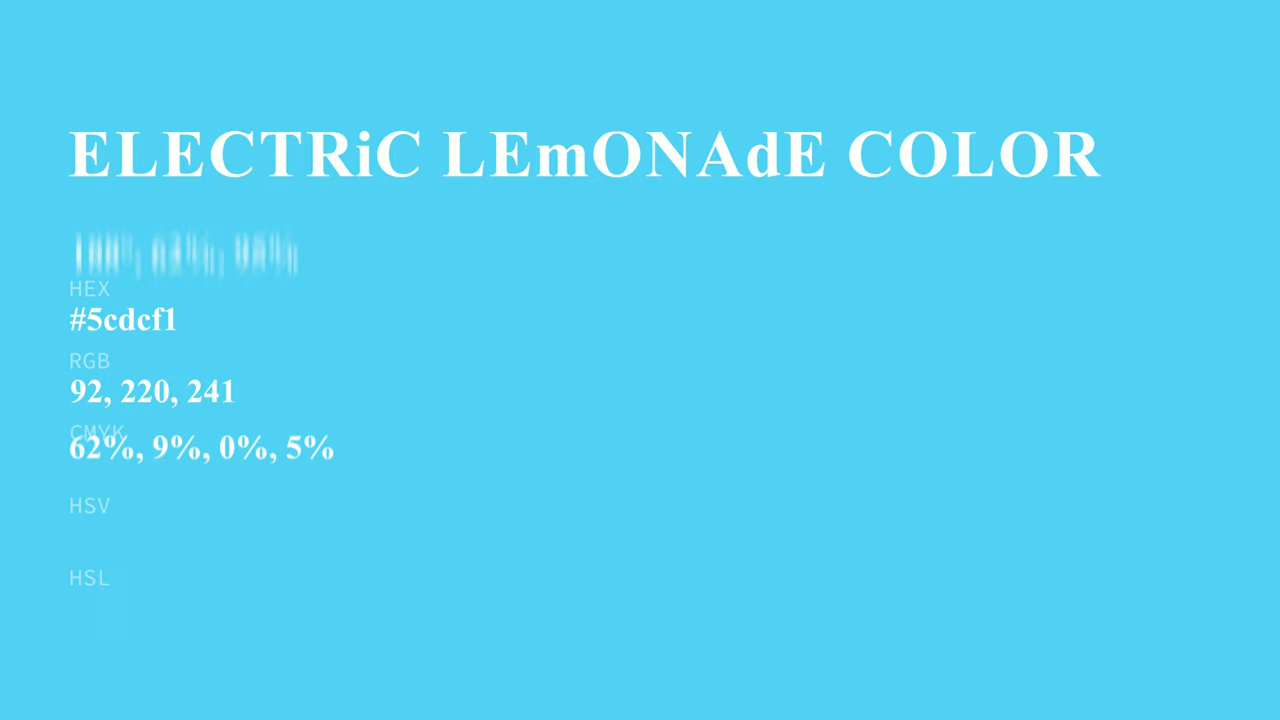 ELECTRiC LEmONAdE COLOR
HEX
#5cdcf1
RGB
92, 220, 241
CMYK
62%, 9%, 0%, 5%
HSV
HSL